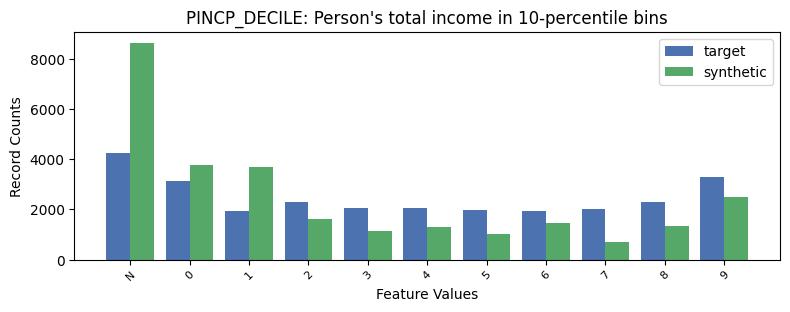 PINCP_DECILE: Person's total income in 10-percentile bins
target
synthetic
Record Counts
8000
6000
4000
2000
0
N 0 1 2 3 4 5 6 7 8 9
Feature Values